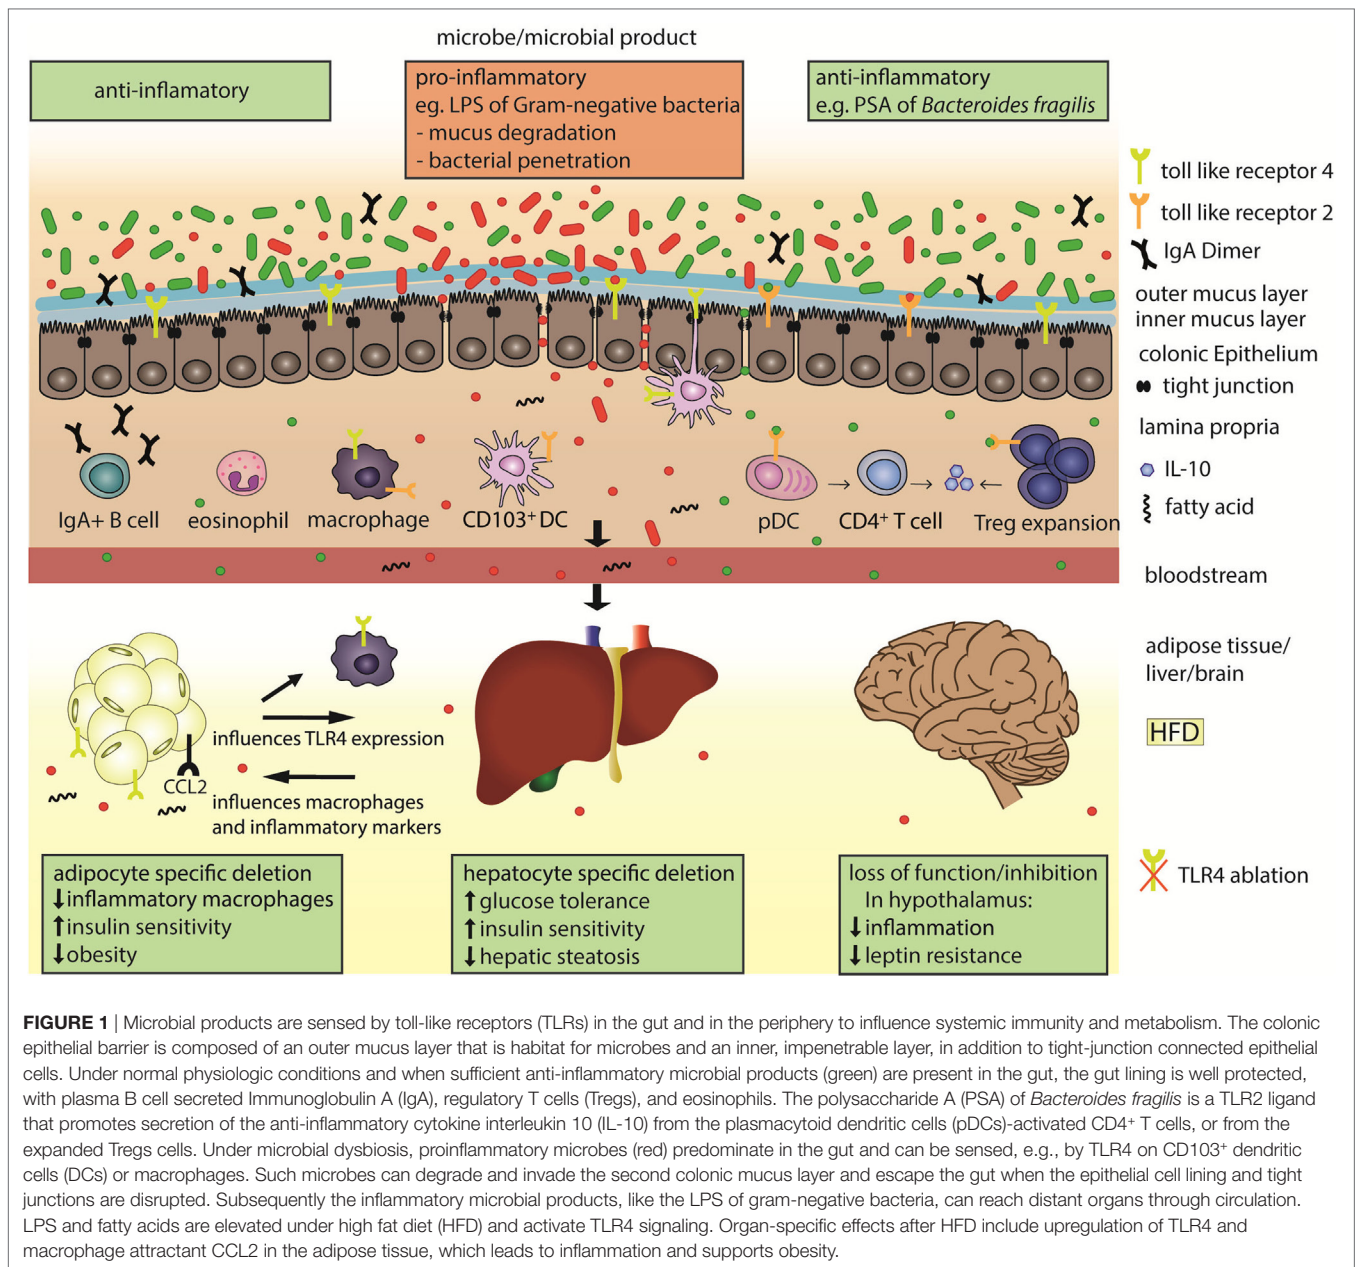 microbe/microbial product
anti-inflamatory
pro-inflammatory
eg. LPS of Gram-negative bacteria
- mucus degradation
- bacterial penetration
anti-inflammatory
e.g. PSA of Bacteroides fragilis
toll like receptor 4
toll like receptor 2
IgA Dimer
outer mucus layer
inner mucus layer
colonic Epithelium
tight junction
lamina propria
IL-10
fatty acid
IgA+ B cell
eosinophil
macrophage
CD103⁺ DC
pDC
CD4⁺ T cell
Treg expansion
bloodstream
adipose tissue/
liver/brain
HFD
influences TLR4 expression
CCL2
influences macrophages
and inflammatory markers
adipocyte specific deletion
↓inflammatory macrophages
↑insulin sensitivity
↓obesity
hepatocyte specific deletion
↑glucose tolerance
↑insulin sensitivity
↓hepatic steatosis
loss of function/inhibition
In hypothalamus:
↓inflammation
↓leptin resistance
TLR4 ablation
FIGURE 1 | Microbial products are sensed by toll-like receptors (TLRs) in the gut and in the periphery to influence systemic immunity and metabolism. The colonic
epithelial barrier is composed of an outer mucus layer that is habitat for microbes and an inner, impenetrable layer, in addition to tight-junction connected epithelial
cells. Under normal physiologic conditions and when sufficient anti-inflammatory microbial products (green) are present in the gut, the gut lining is well protected,
with plasma B cell secreted Immunoglobulin A (IgA), regulatory T cells (Tregs), and eosinophils. The polysaccharide A (PSA) of Bacteroides fragilis is a TLR2 ligand
that promotes secretion of the anti-inflammatory cytokine interleukin 10 (IL-10) from the plasmacytoid dendritic cells (pDCs)-activated CD4⁺ T cells, or from the
expanded Tregs cells. Under microbial dysbiosis, proinflammatory microbes (red) predominate in the gut and can be sensed, e.g., by TLR4 on CD103⁺ dendritic
cells (DCs) or macrophages. Such microbes can degrade and invade the second colonic mucus layer and escape the gut when the epithelial cell lining and tight
junctions are disrupted. Subsequently the inflammatory microbial products, like the LPS of gram-negative bacteria, can reach distant organs through circulation.
LPS and fatty acids are elevated under high fat diet (HFD) and activate TLR4 signaling. Organ-specific effects after HFD include upregulation of TLR4 and
macrophage attractant CCL2 in the adipose tissue, which leads to inflammation and supports obesity.